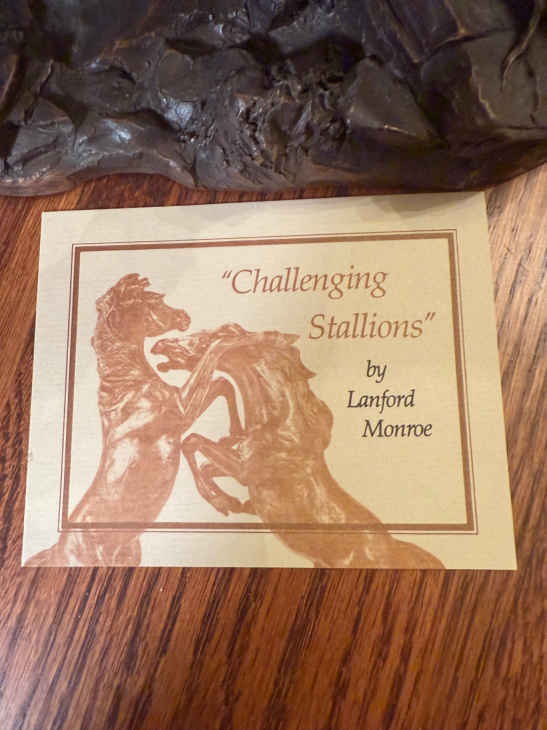 “Challenging
Stallions”
by
Lanford
Monroe